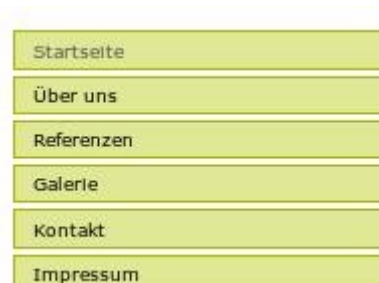 Startseite
Über uns
Referenzen
Galerie
Kontakt
Impressum